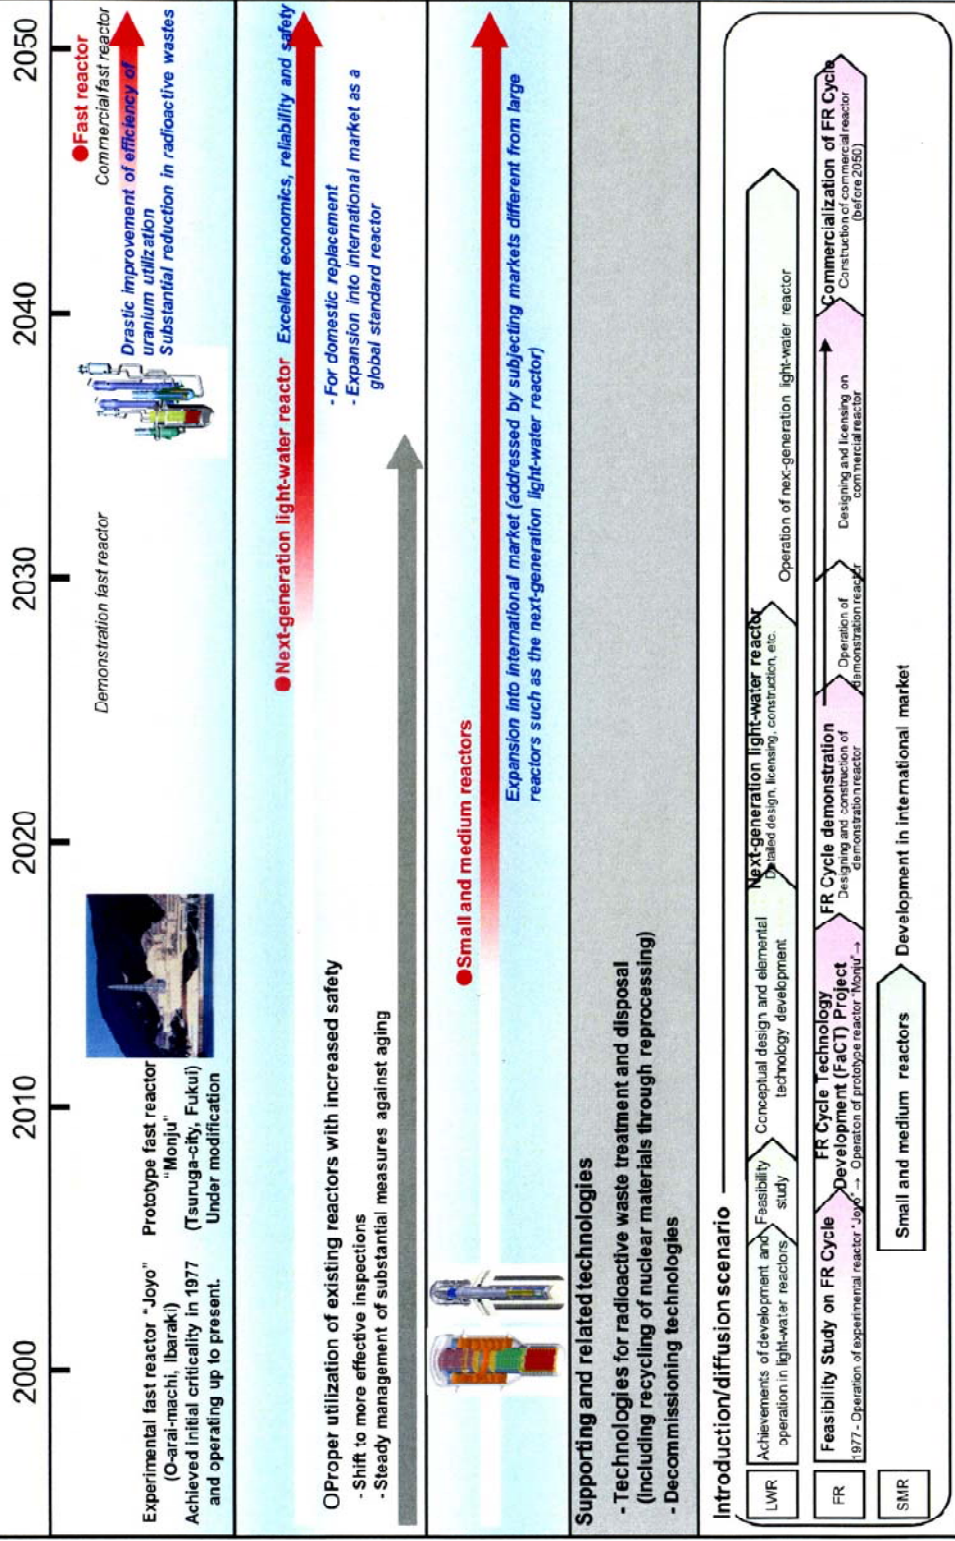 2000
2010
2020
2030
2040
2050
Experimental fast reactor "Joyo"
(O-arai-machi, Ibaraki)
Achieved initial criticality in 1977
and operating up to present.
Prototype fast reactor
"Monju"
(Tsuruga-city, Fukui)
Under modification
Demonstration fast reactor
●Fast reactor
Commercial fast reactor
Drastic improvement of efficiency of
uranium utilization
Substantial reduction in radioactive wastes
●Next-generation light-water reactor
Excellent economics, reliability and safety
- For domestic replacement
- Expansion into international market as a
global standard reactor
○Proper utilization of existing reactors with increased safety
- Shift to more effective inspections
- Steady management of substantial measures against aging
●Small and medium reactors
Expansion into international market (addressed by subjecting markets different from large
reactors such as the next-generation light-water reactor)
Supporting and related technologies
- Technologies for radioactive waste treatment and disposal
(including recycling of nuclear materials through reprocessing)
- Decommissioning technologies
Introduction/diffusion scenario
LWR
Achievements of development and
operation in light-water reactors
Feasibility
study
Conceptual design and elemental
technology development
Next-generation light-water reactor
Detailed design, licensing, construction, etc.
Operation of next-generation light-water reactor
FR
Feasibility Study on FR Cycle
FR Cycle Technology
Development (FaCT) Project
1977 - Operation of experimental reactor "Joyo" → Operation of prototype reactor "Monju" →
FR Cycle demonstration
Designing and construction of
demonstration reactor
Operation of
demonstration reactor
Designing and licensing on
commercial reactor
Commercialization of FR Cycle
Construction of commercial reactor
(before 2050)
SMR
Small and medium reactors
Development in international market